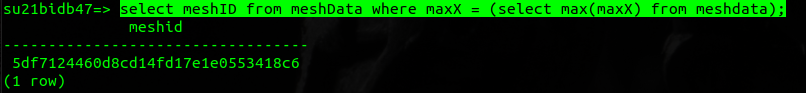 su21bidb47=> select meshID from meshData where maxX = (select max(maxX) from meshdata);
meshid
----------------------------------
5df7124460d8cd14fd17e1e0553418c6
(1 row)